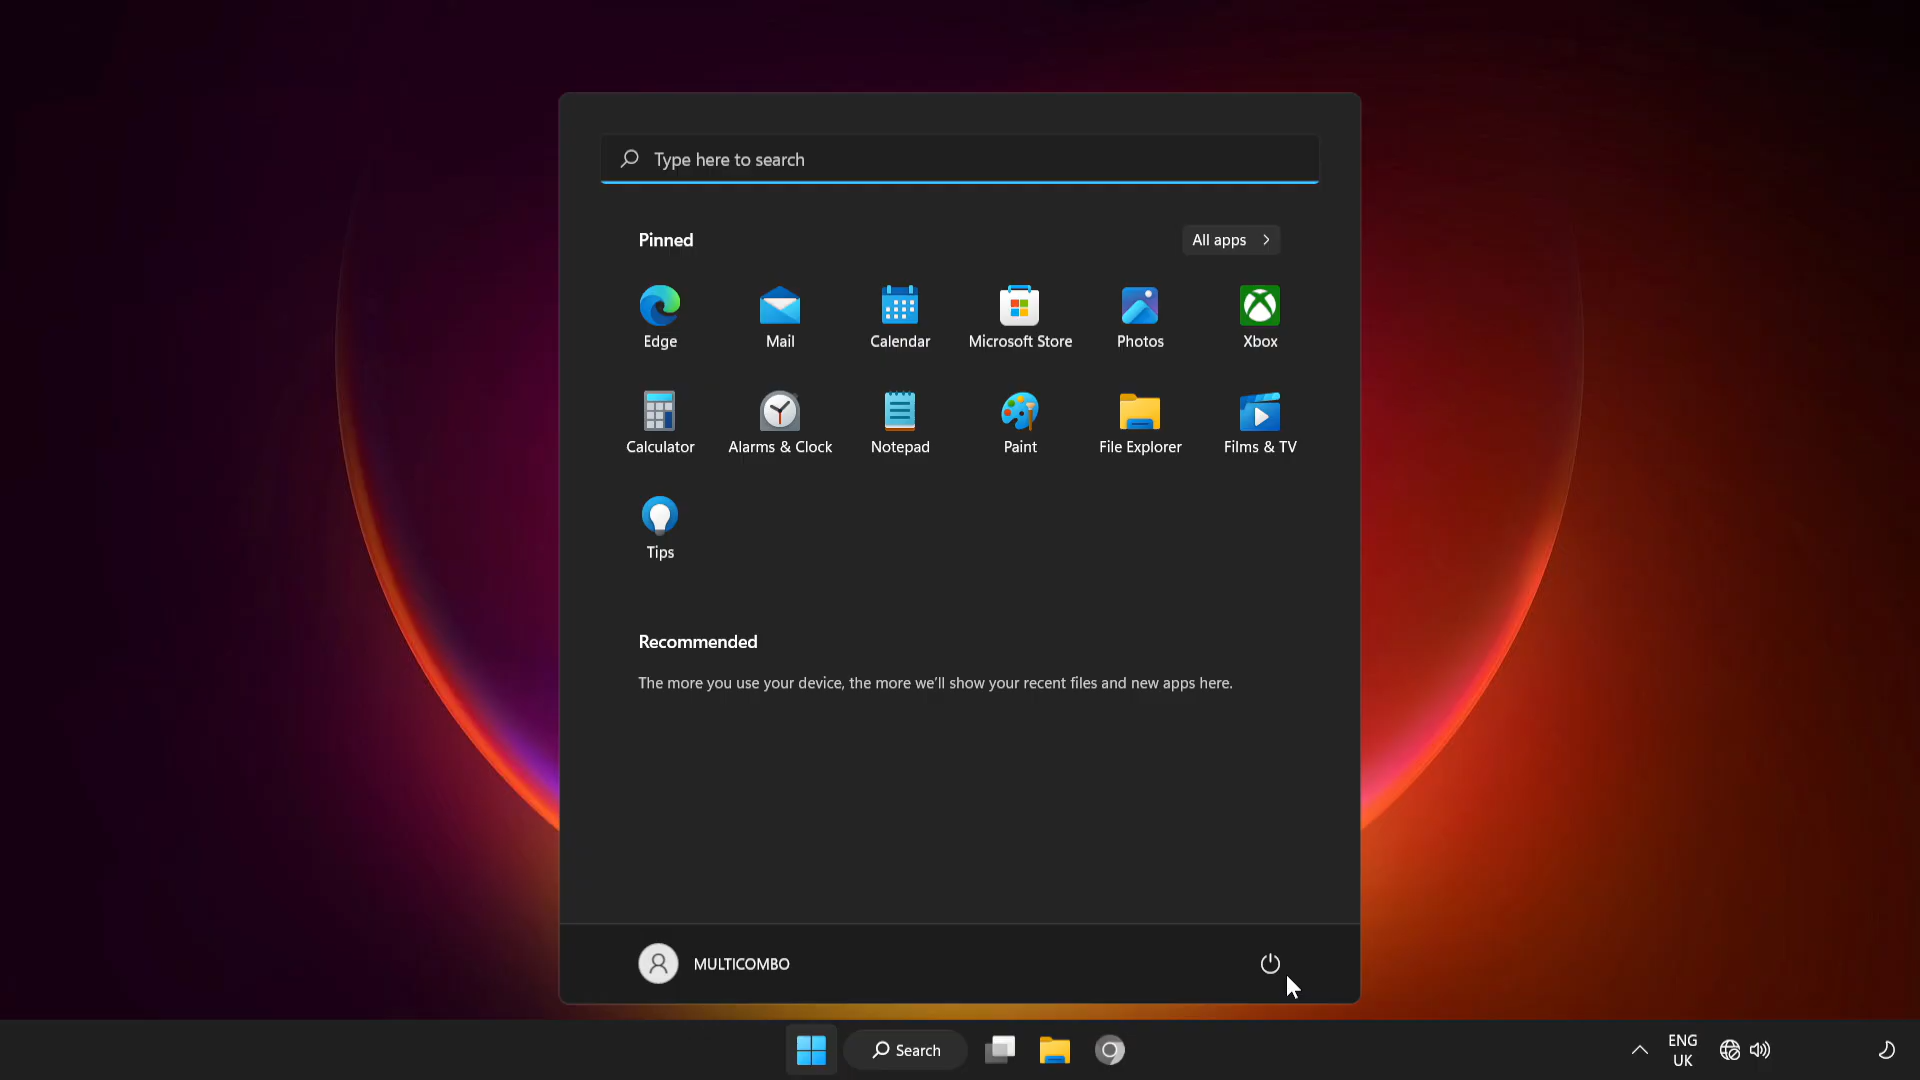 Type here to search
Pinned
All apps
Edge
Mail
Calendar
Microsoft Store
Photos
Xbox
Calculator
Alarms & Clock
Notepad
Paint
File Explorer
Films & TV
Tips
Recommended
The more you use your device, the more we'll show your recent files and new apps here.
MULTICOMBO
Search
ENG
UK